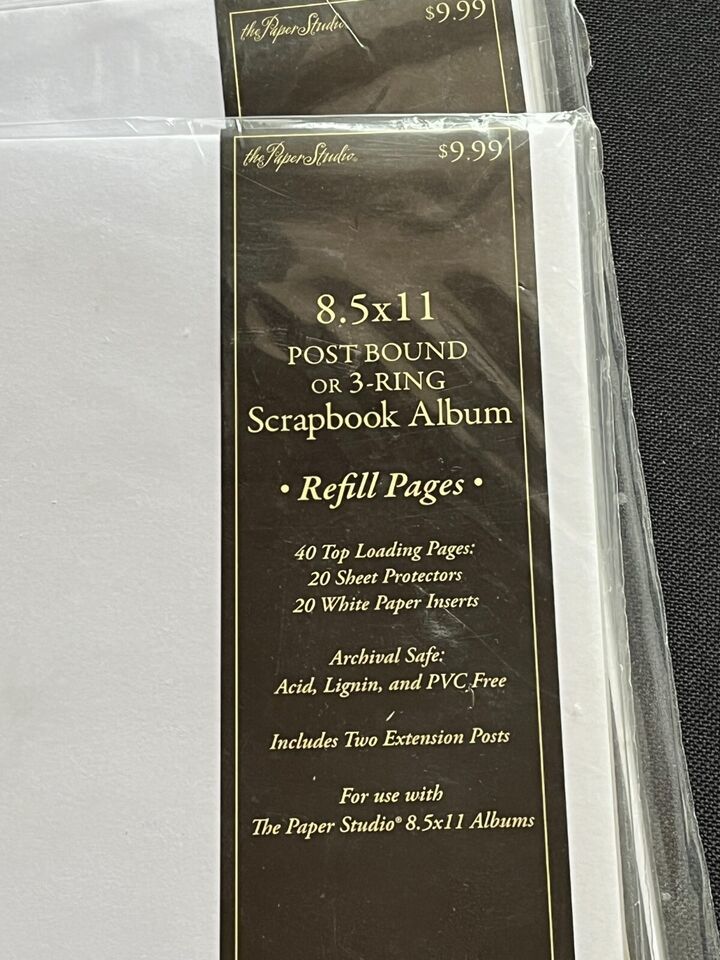 the Paper Studio
$9.99
the Paper Studio®
$9.99
8.5x11
POST BOUND
OR 3-RING
Scrapbook Album
• Refill Pages •
40 Top Loading Pages:
20 Sheet Protectors
20 White Paper Inserts
Archival Safe:
Acid, Lignin, and PVC Free
Includes Two Extension Posts
For use with
The Paper Studio® 8.5x11 Albums